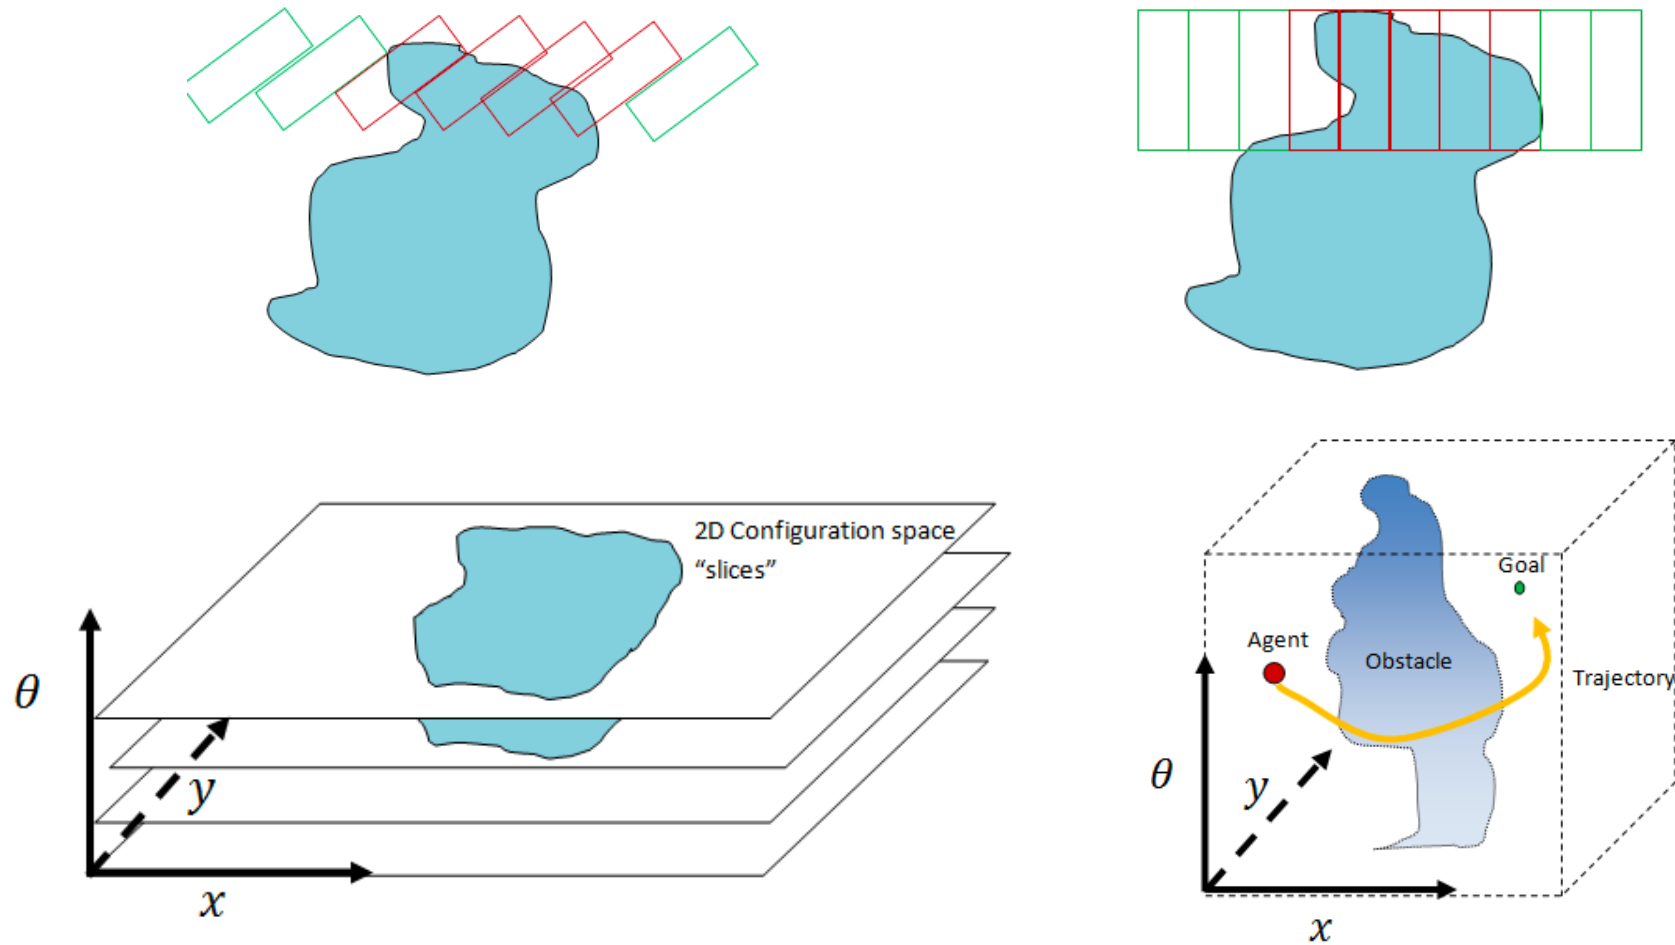 2D Configuration space
“slices”
θ
y
x
Goal
Agent
Obstacle
Trajectory
θ
y
x